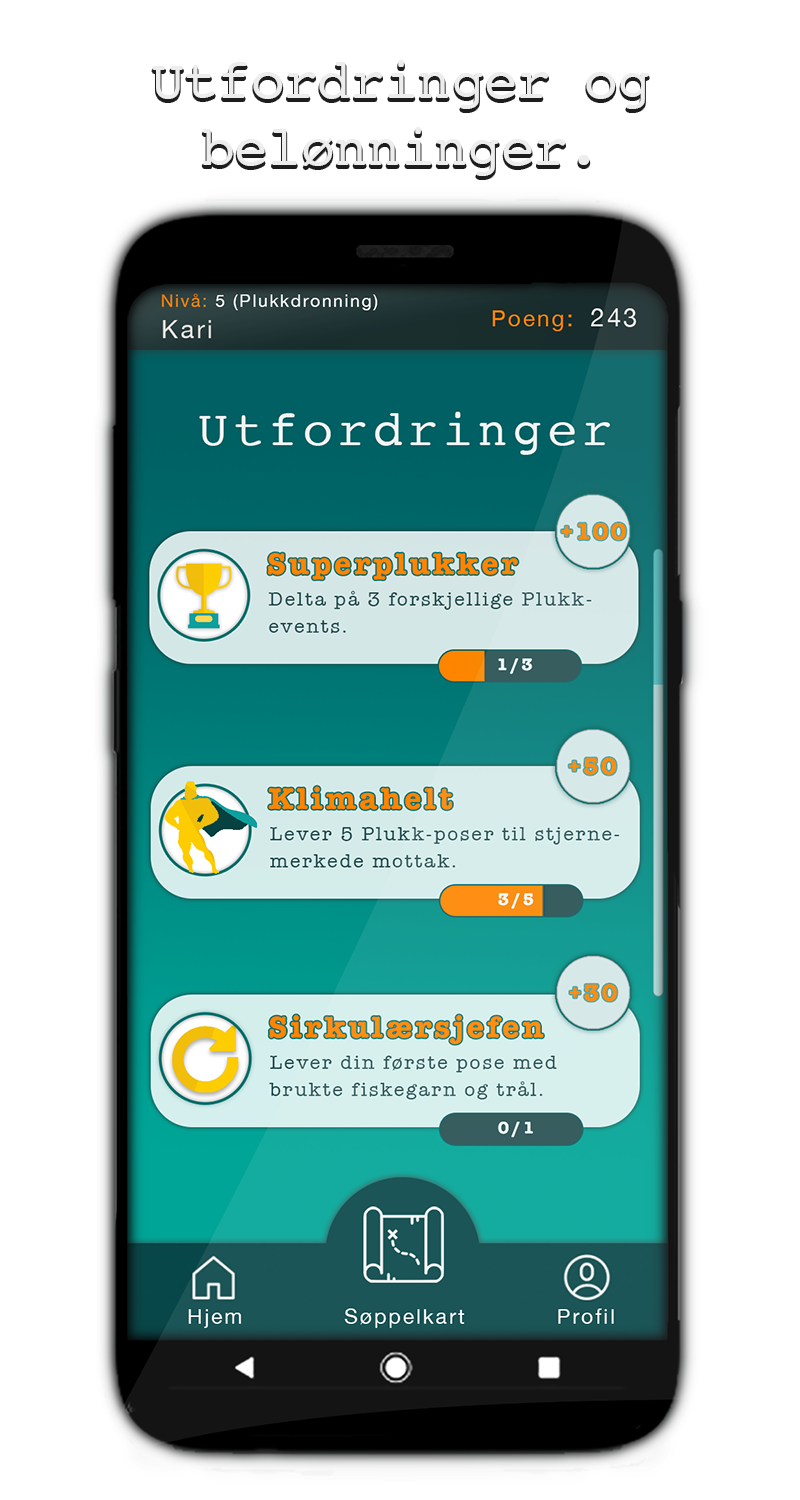 Utfordringer og
belønninger.
Nivå: 5 (Plukkdronning)
Kari
Poeng: 243
Utfordringer
+100
Superplukker
Delta på 3 forskjellige Plukk-
events.
1/3
+50
Klimahelt
Lever 5 Plukk-poser til stjerne-
merkede mottak.
3/5
+30
Sirkulærsjefen
Lever din første pose med
brukte fiskegarn og trål.
0/1
Hjem
Søppelkart
Profil